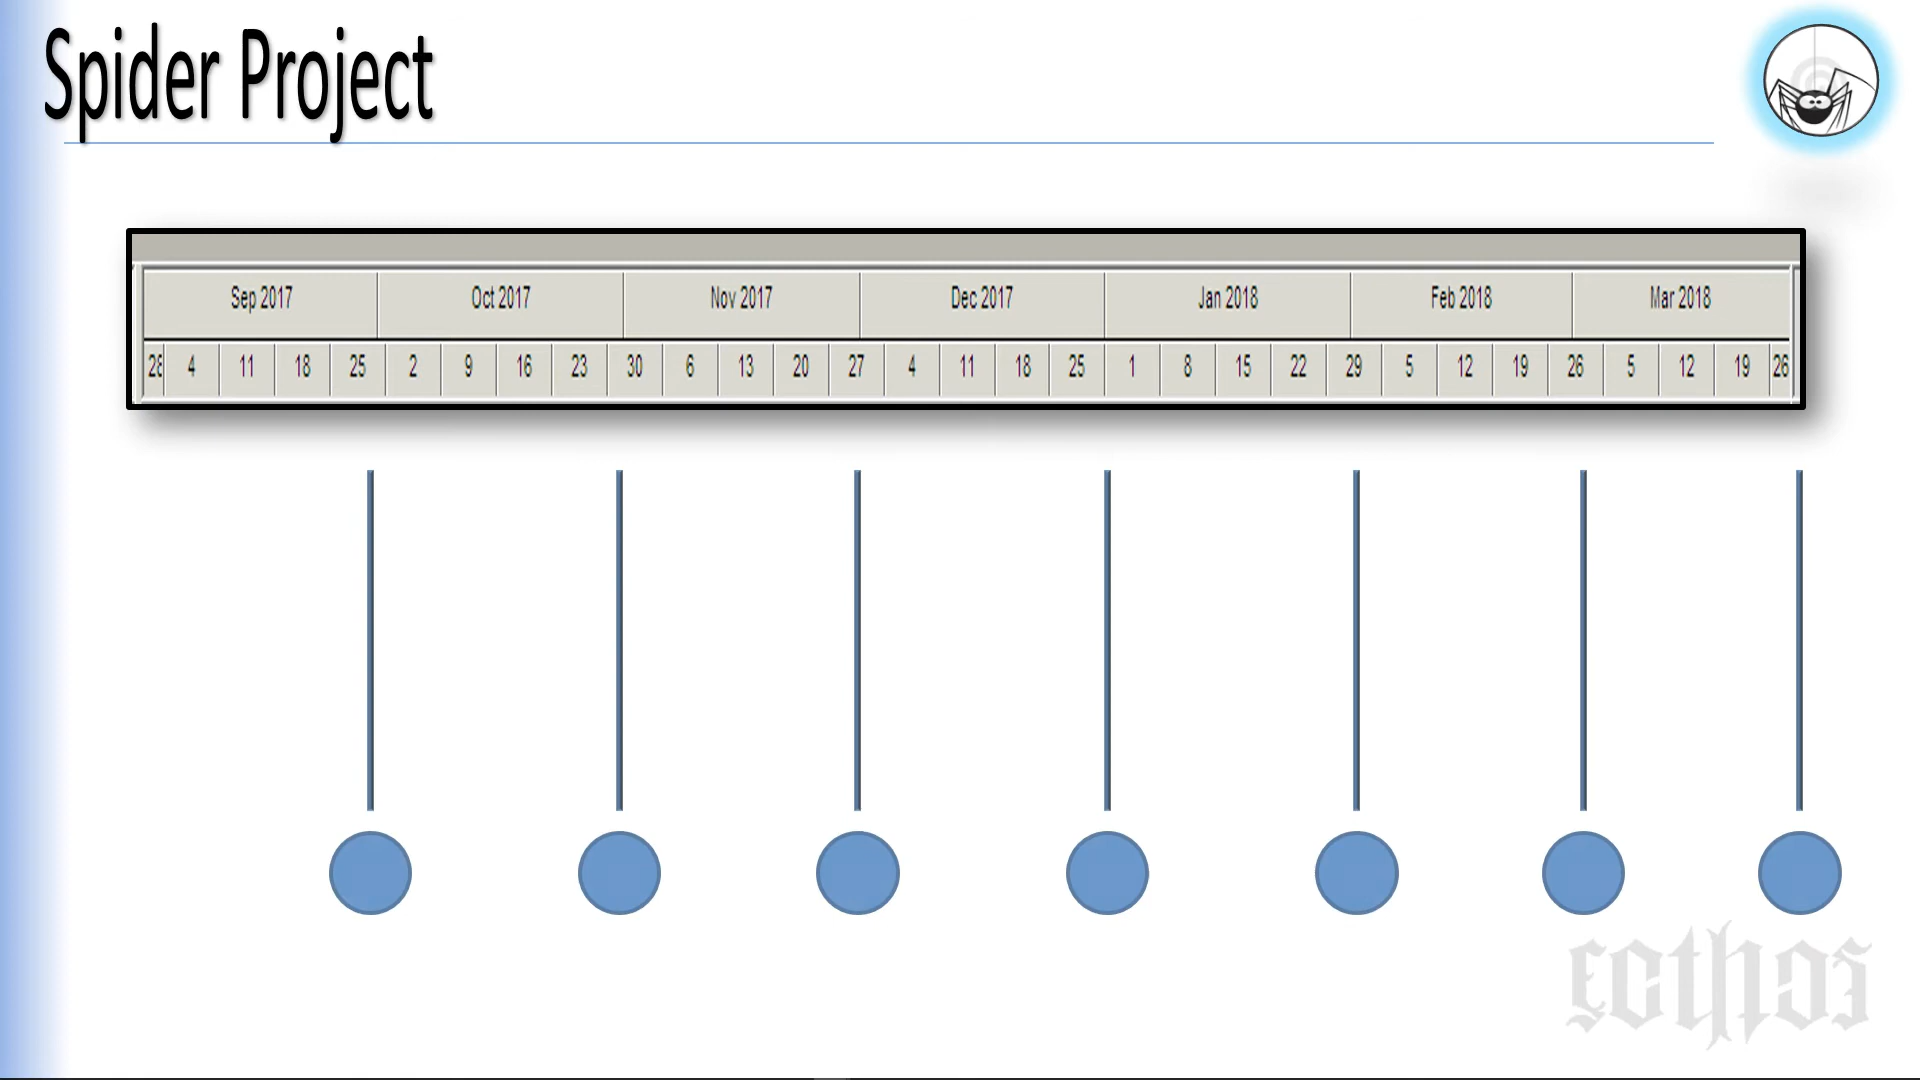 Spider Project
Sep 2017 Oct 2017 Nov 2017 Dec 2017 Jan 2018 Feb 2018 Mar 2018
28 4 11 18 25 2 9 16 23 30 6 13 20 27 4 11 18 25 1 8 15 22 29 5 12 19 26 5 12 19 26